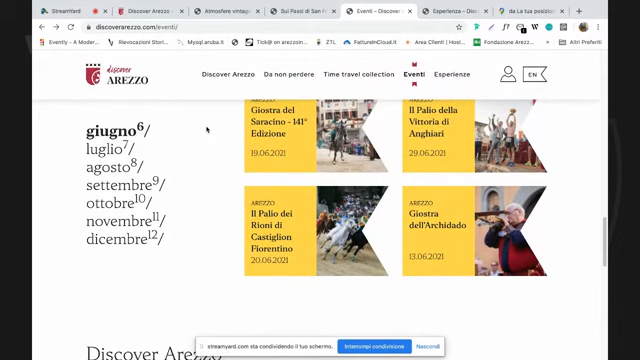 StreamYard
Discover Arezzo -
Atmosfere vintage
Sui Passi di San F
Eventi - Discover
Esperienza - Disc
da La tua posizion
discoverarezzo.com/eventi/
Evently - A Mode
Rievocazioni Stori...
Mysql.aruba.it
Tick@ on arezzoin...
ZTL
FattureInCloud.it
Area Clienti | Home...
Fondazione Arezzo...
Altri Preferiti
discover
AREZZO
Discover Arezzo
Da non perdere
Time travel collection
Eventi
Esperienze
EN
giugno6/
luglio7/
agosto8/
settembre9/
ottobre10/
novembre11/
dicembre12/
AREZZO
Giostra del
Saracino - 141ª
Edizione
19.06.2021
AREZZO
Il Palio della
Vittoria di
Anghiari
29.06.2021
AREZZO
Il Palio dei
Rioni di
Castiglion
Fiorentino
20.06.2021
AREZZO
Giostra
dell'Archidado
13.06.2021
Discover Arezzo
streamyard.com sta condividendo il tuo schermo.
Interrompi condivisione
Nascondi